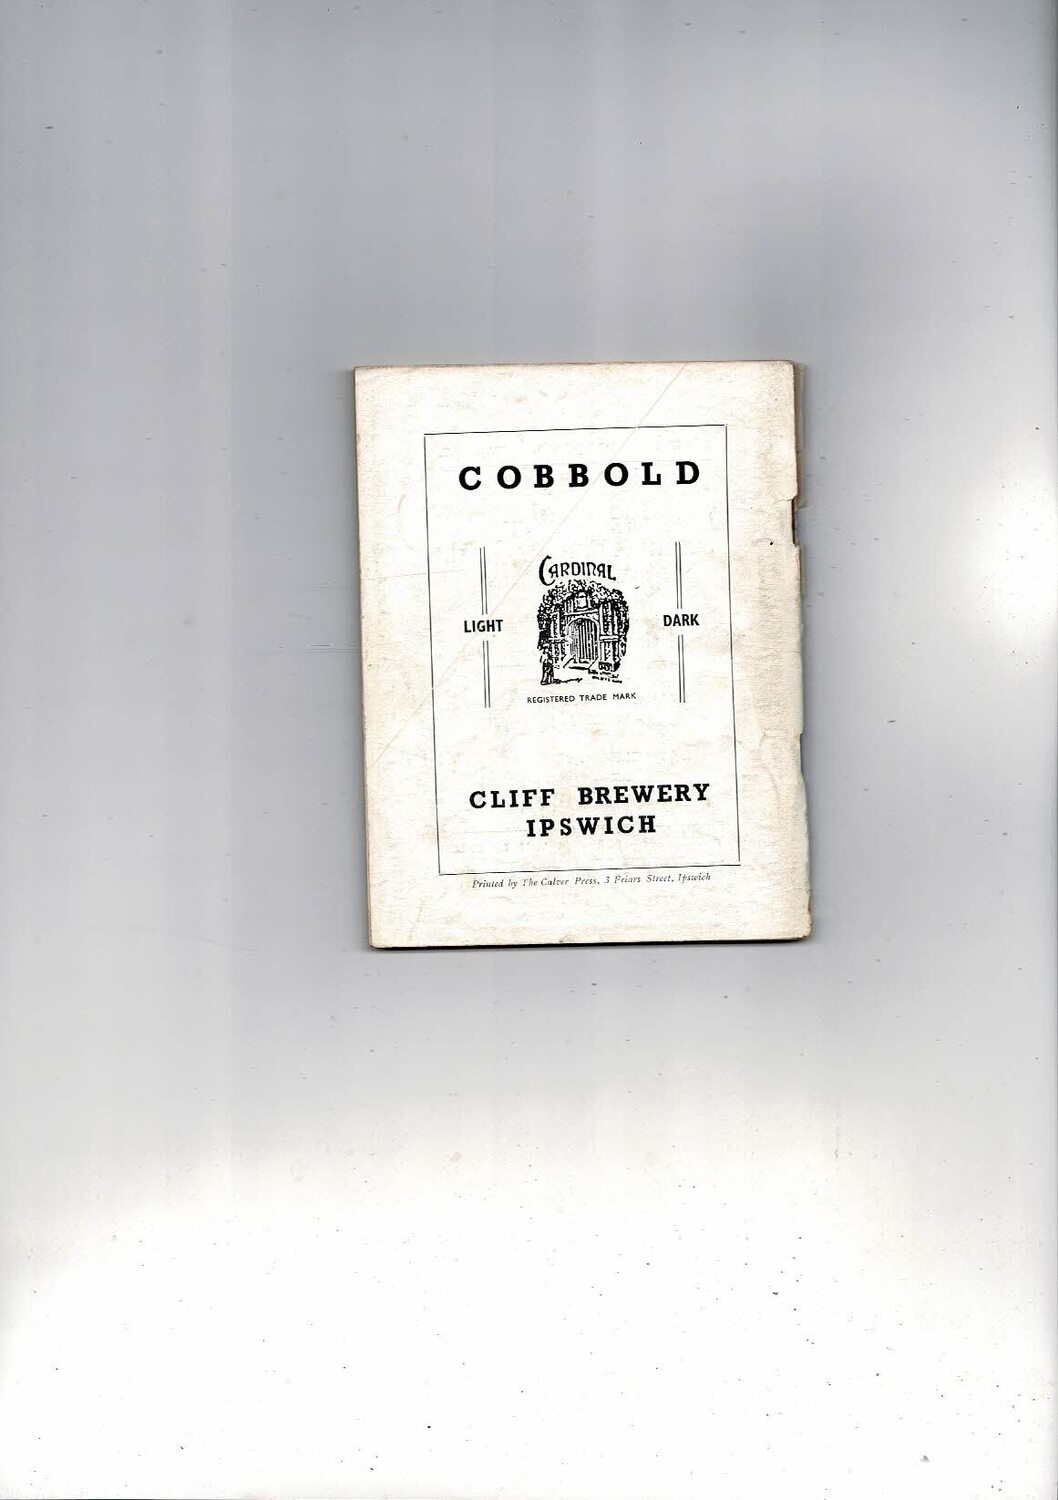 COBBOLD
CARDINAL
LIGHT
DARK
REGISTERED TRADE MARK
CLIFF BREWERY
IPSWICH
Printed by The Calver Press, 3 Friars Street, Ipswich